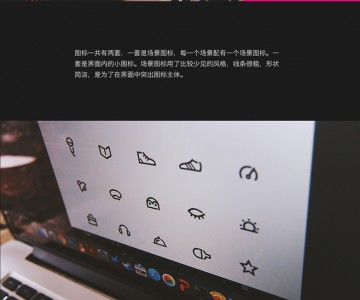 图标一共有两套，一套是场景图标，每一个场景配有一个场景图标。一
套是界面内的小图标。场景图标用了比较少见的风格，线条很粗，形状
简洁，是为了在界面中突出图标主体。